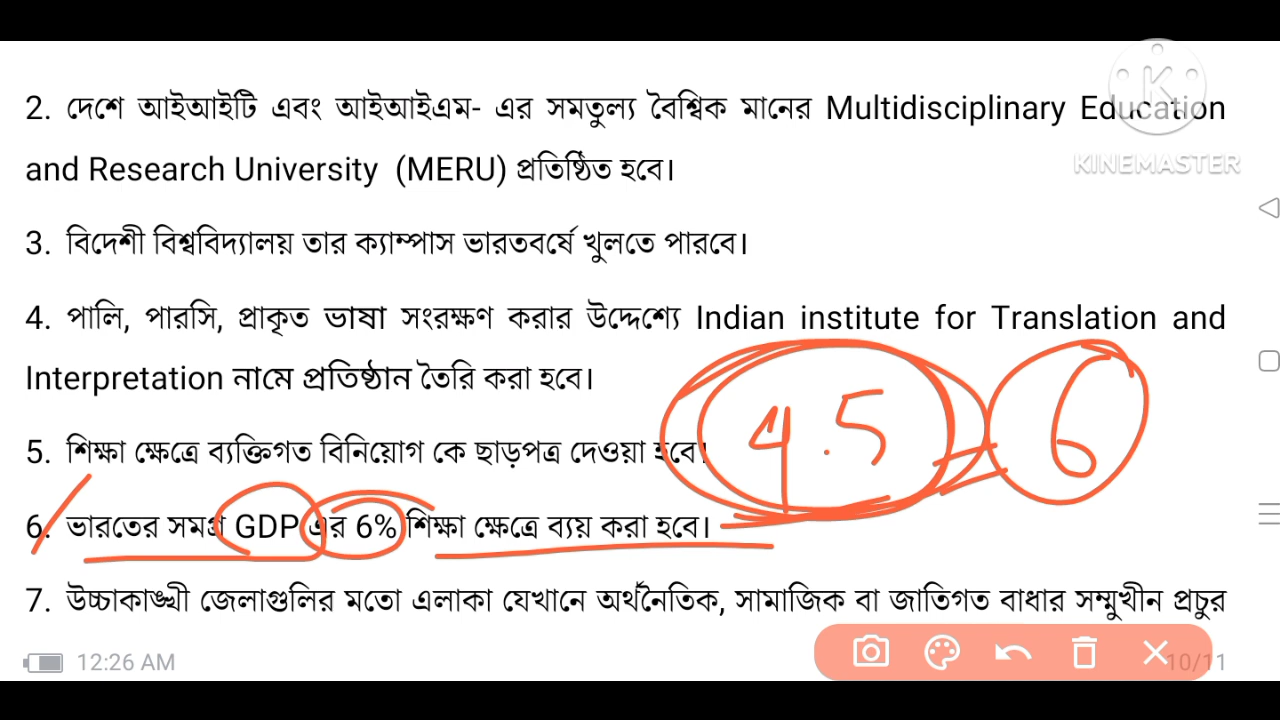 2. দেশে আইআইটি এবং আইআইএম- এর সমতুল্য বৈশ্বিক মানের Multidisciplinary Education
KINEMASTER
and Research University (MERU) প্রতিষ্ঠিত হবে।
3. বিদেশী বিশ্ববিদ্যালয় তার ক্যাম্পাস ভারতবর্ষে খুলতে পারবে।
4. পালি, পারসি, প্রাকৃত ভাষা সংরক্ষণ করার উদ্দেশ্যে Indian institute for Translation and
Interpretation নামে প্রতিষ্ঠান তৈরি করা হবে।
4.5 6
5. শিক্ষা ক্ষেত্রে ব্যক্তিগত বিনিয়োগ কে ছাড়পত্র দেওয়া হবে।
6. ভারতের সমগ্র GDP এর 6% শিক্ষা ক্ষেত্রে ব্যয় করা হবে।
7. উচ্চাকাঙ্খী জেলাগুলির মতো এলাকা যেখানে অর্থনৈতিক, সামাজিক বা জাতিগত বাধার সম্মুখীন প্রচুর
12:26 AM
10/11